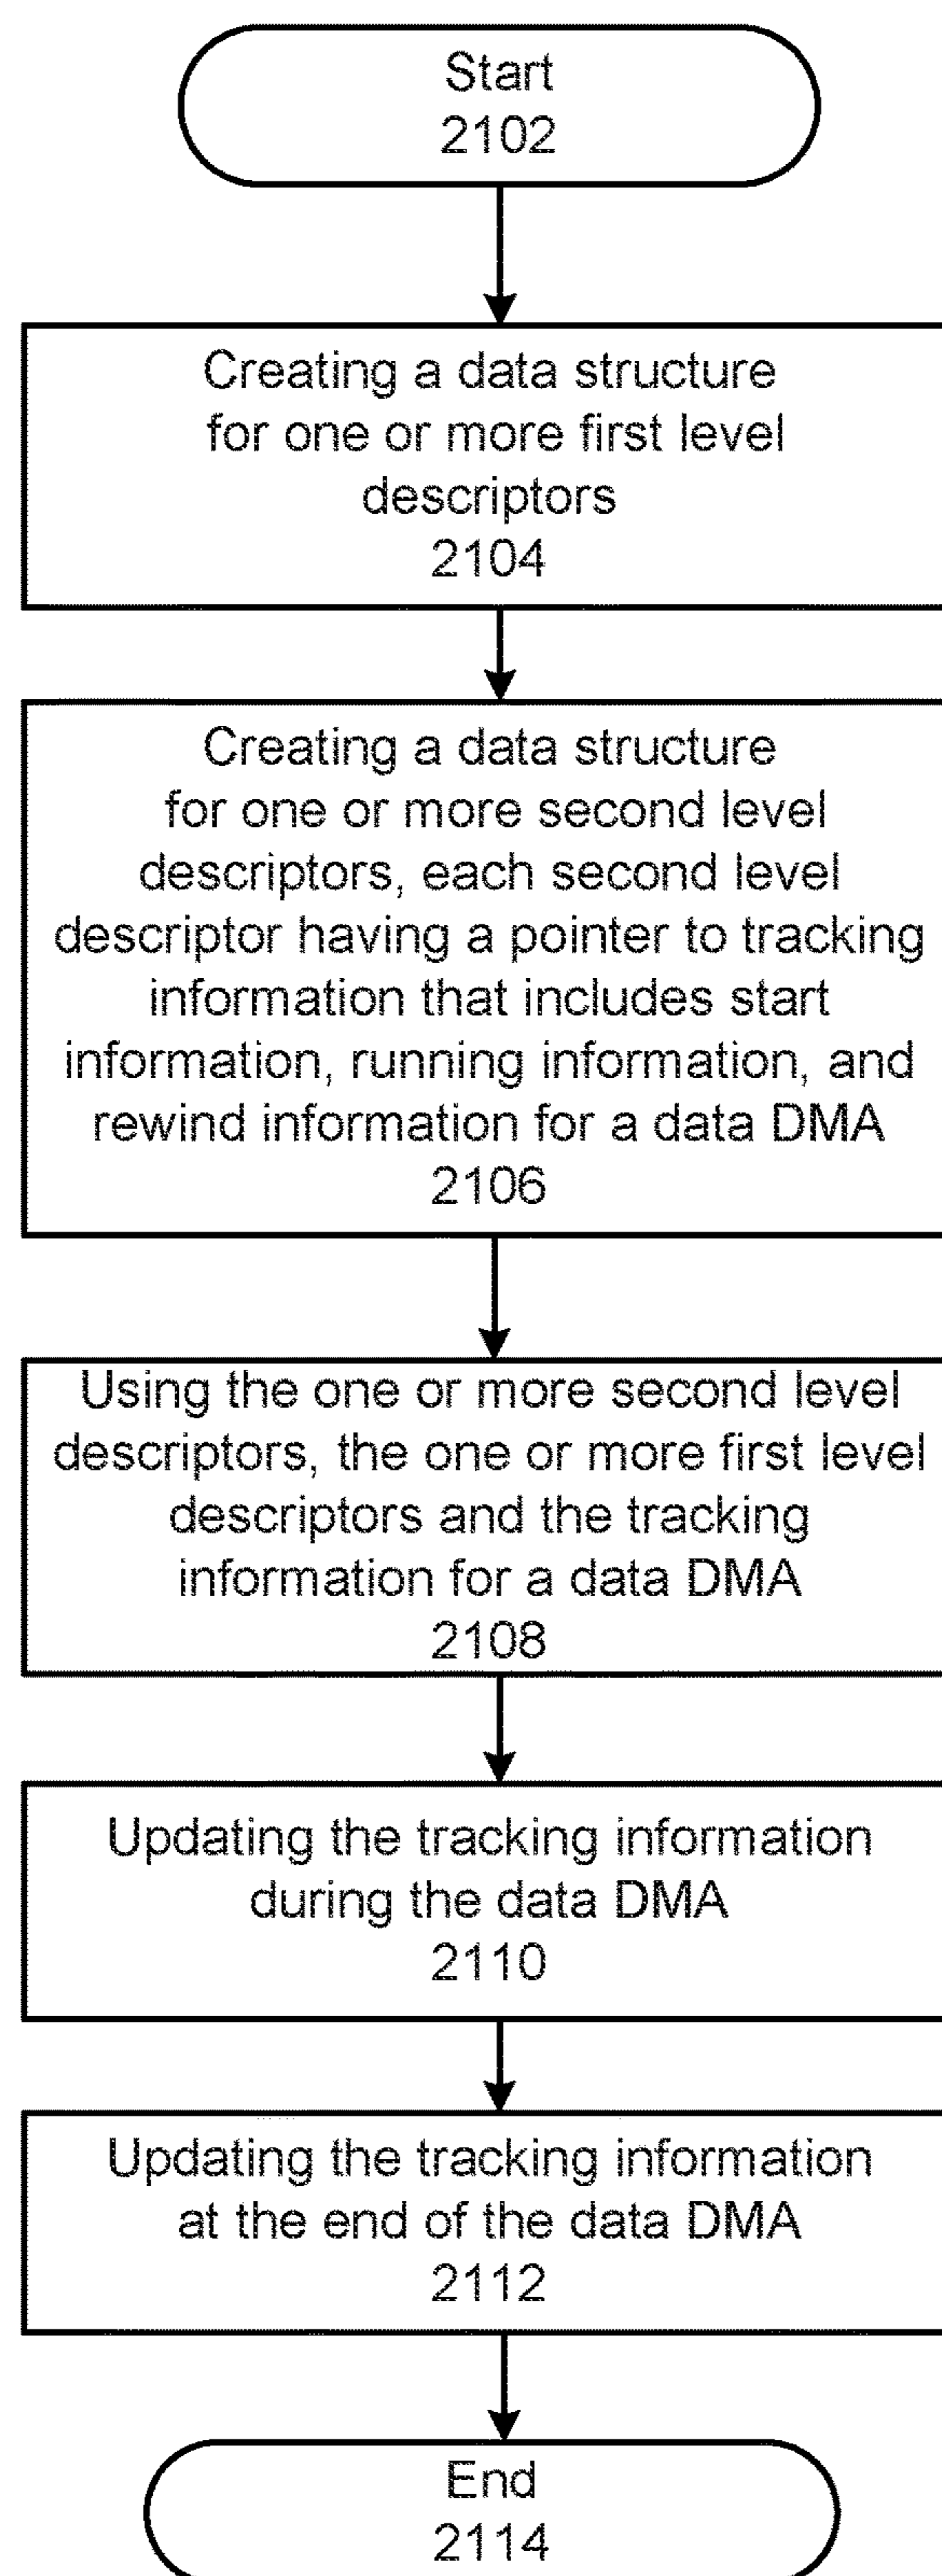 Start
2102
Creating a data structure
for one or more first level
descriptors
2104
Creating a data structure
for one or more second level
descriptors, each second level
descriptor having a pointer to tracking
information that includes start
information, running information, and
rewind information for a data DMA
2106
Using the one or more second level
descriptors, the one or more first level
descriptors and the tracking
information for a data DMA
2108
Updating the tracking information
during the data DMA
2110
Updating the tracking information
at the end of the data DMA
2112
End
2114